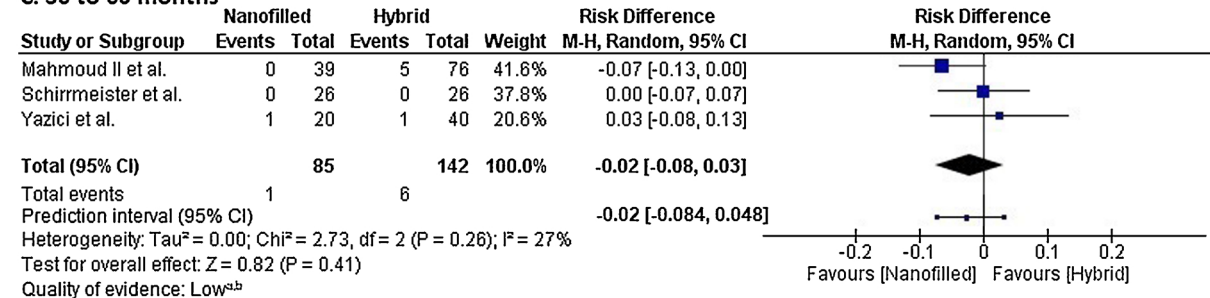 Nanofilled Hybrid Risk Difference Risk Difference
Study or Subgroup Events Total Events Total Weight M-H, Random, 95% CI M-H, Random, 95% CI
Mahmoud II et al. 0 39 5 76 41.6% -0.07 [-0.13, 0.00]
Schirrmeister et al. 0 26 0 26 37.8% 0.00 [-0.07, 0.07]
Yazici et al. 1 20 1 40 20.6% 0.03 [-0.08, 0.13]
Total (95% CI) 85 142 100.0% -0.02 [-0.08, 0.03]
Total events 1 6
Prediction interval (95% CI) -0.02 [-0.084, 0.048]
Heterogeneity: Tau² = 0.00; Chi² = 2.73, df = 2 (P = 0.26); I² = 27%
Test for overall effect: Z = 0.82 (P = 0.41)
Quality of evidence: Lowᵃ,ᵇ
-0.2 -0.1 0 0.1 0.2
Favours [Nanofilled] Favours [Hybrid]